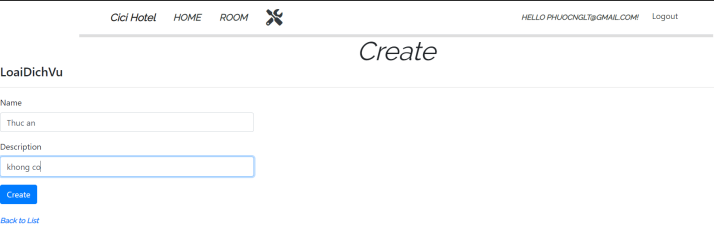 Cici Hotel HOME ROOM HELLO PHUOCNGLT@GMAIL.COM! Logout
Create
LoaiDichVu
Name
Thuc an
Description
khong co
Create
Back to List